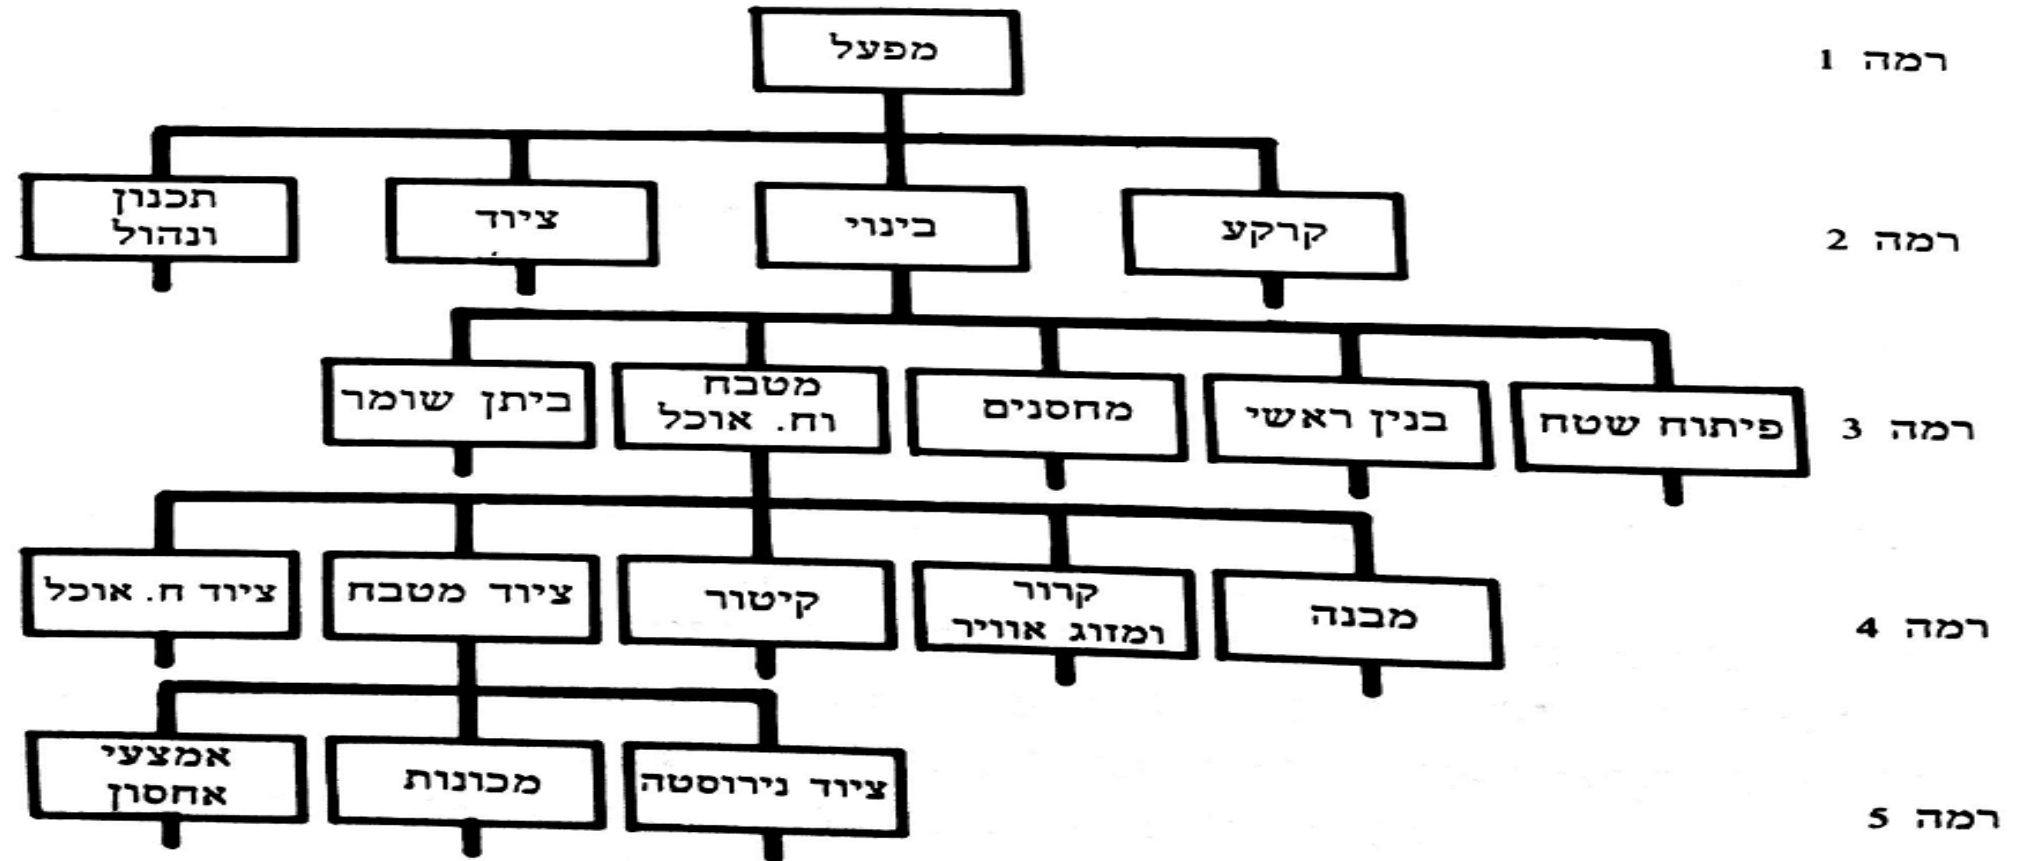 רמה 1
מפעל
רמה 2
קרקע
בינוי
ציוד
תכנון
ונהול
רמה 3
פיתוח שטח
בנין ראשי
מחסנים
מטבח
וח. אוכל
ביתן שומר
רמה 4
מבנה
קרור
ומזוג אוויר
קיטור
ציוד מטבח
ציוד ח. אוכל
רמה 5
ציוד נירוסטה
מכונות
אמצעי
אחסון